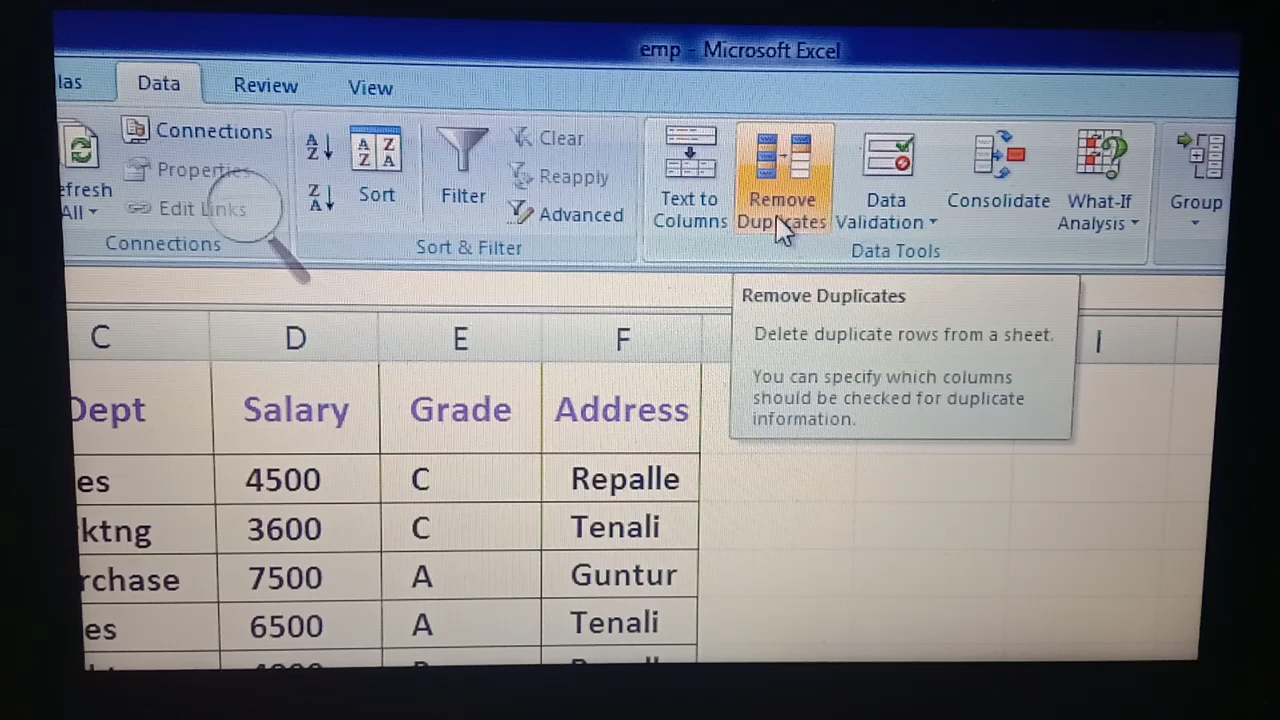 emp - Microsoft Excel
las Data Review View
Connections
Properties
Edit Links
efresh
All
Connections
Sort
Filter
Clear
Reapply
Advanced
Sort & Filter
Text to
Columns
Remove
Duplicates
Data
Validation
Consolidate
What-If
Analysis
Data Tools
Group
Remove Duplicates
Delete duplicate rows from a sheet.
You can specify which columns
should be checked for duplicate
information.
C D E F I
Dept Salary Grade Address
es 4500 C Repalle
ktng 3600 C Tenali
rchase 7500 A Guntur
es 6500 A Tenali